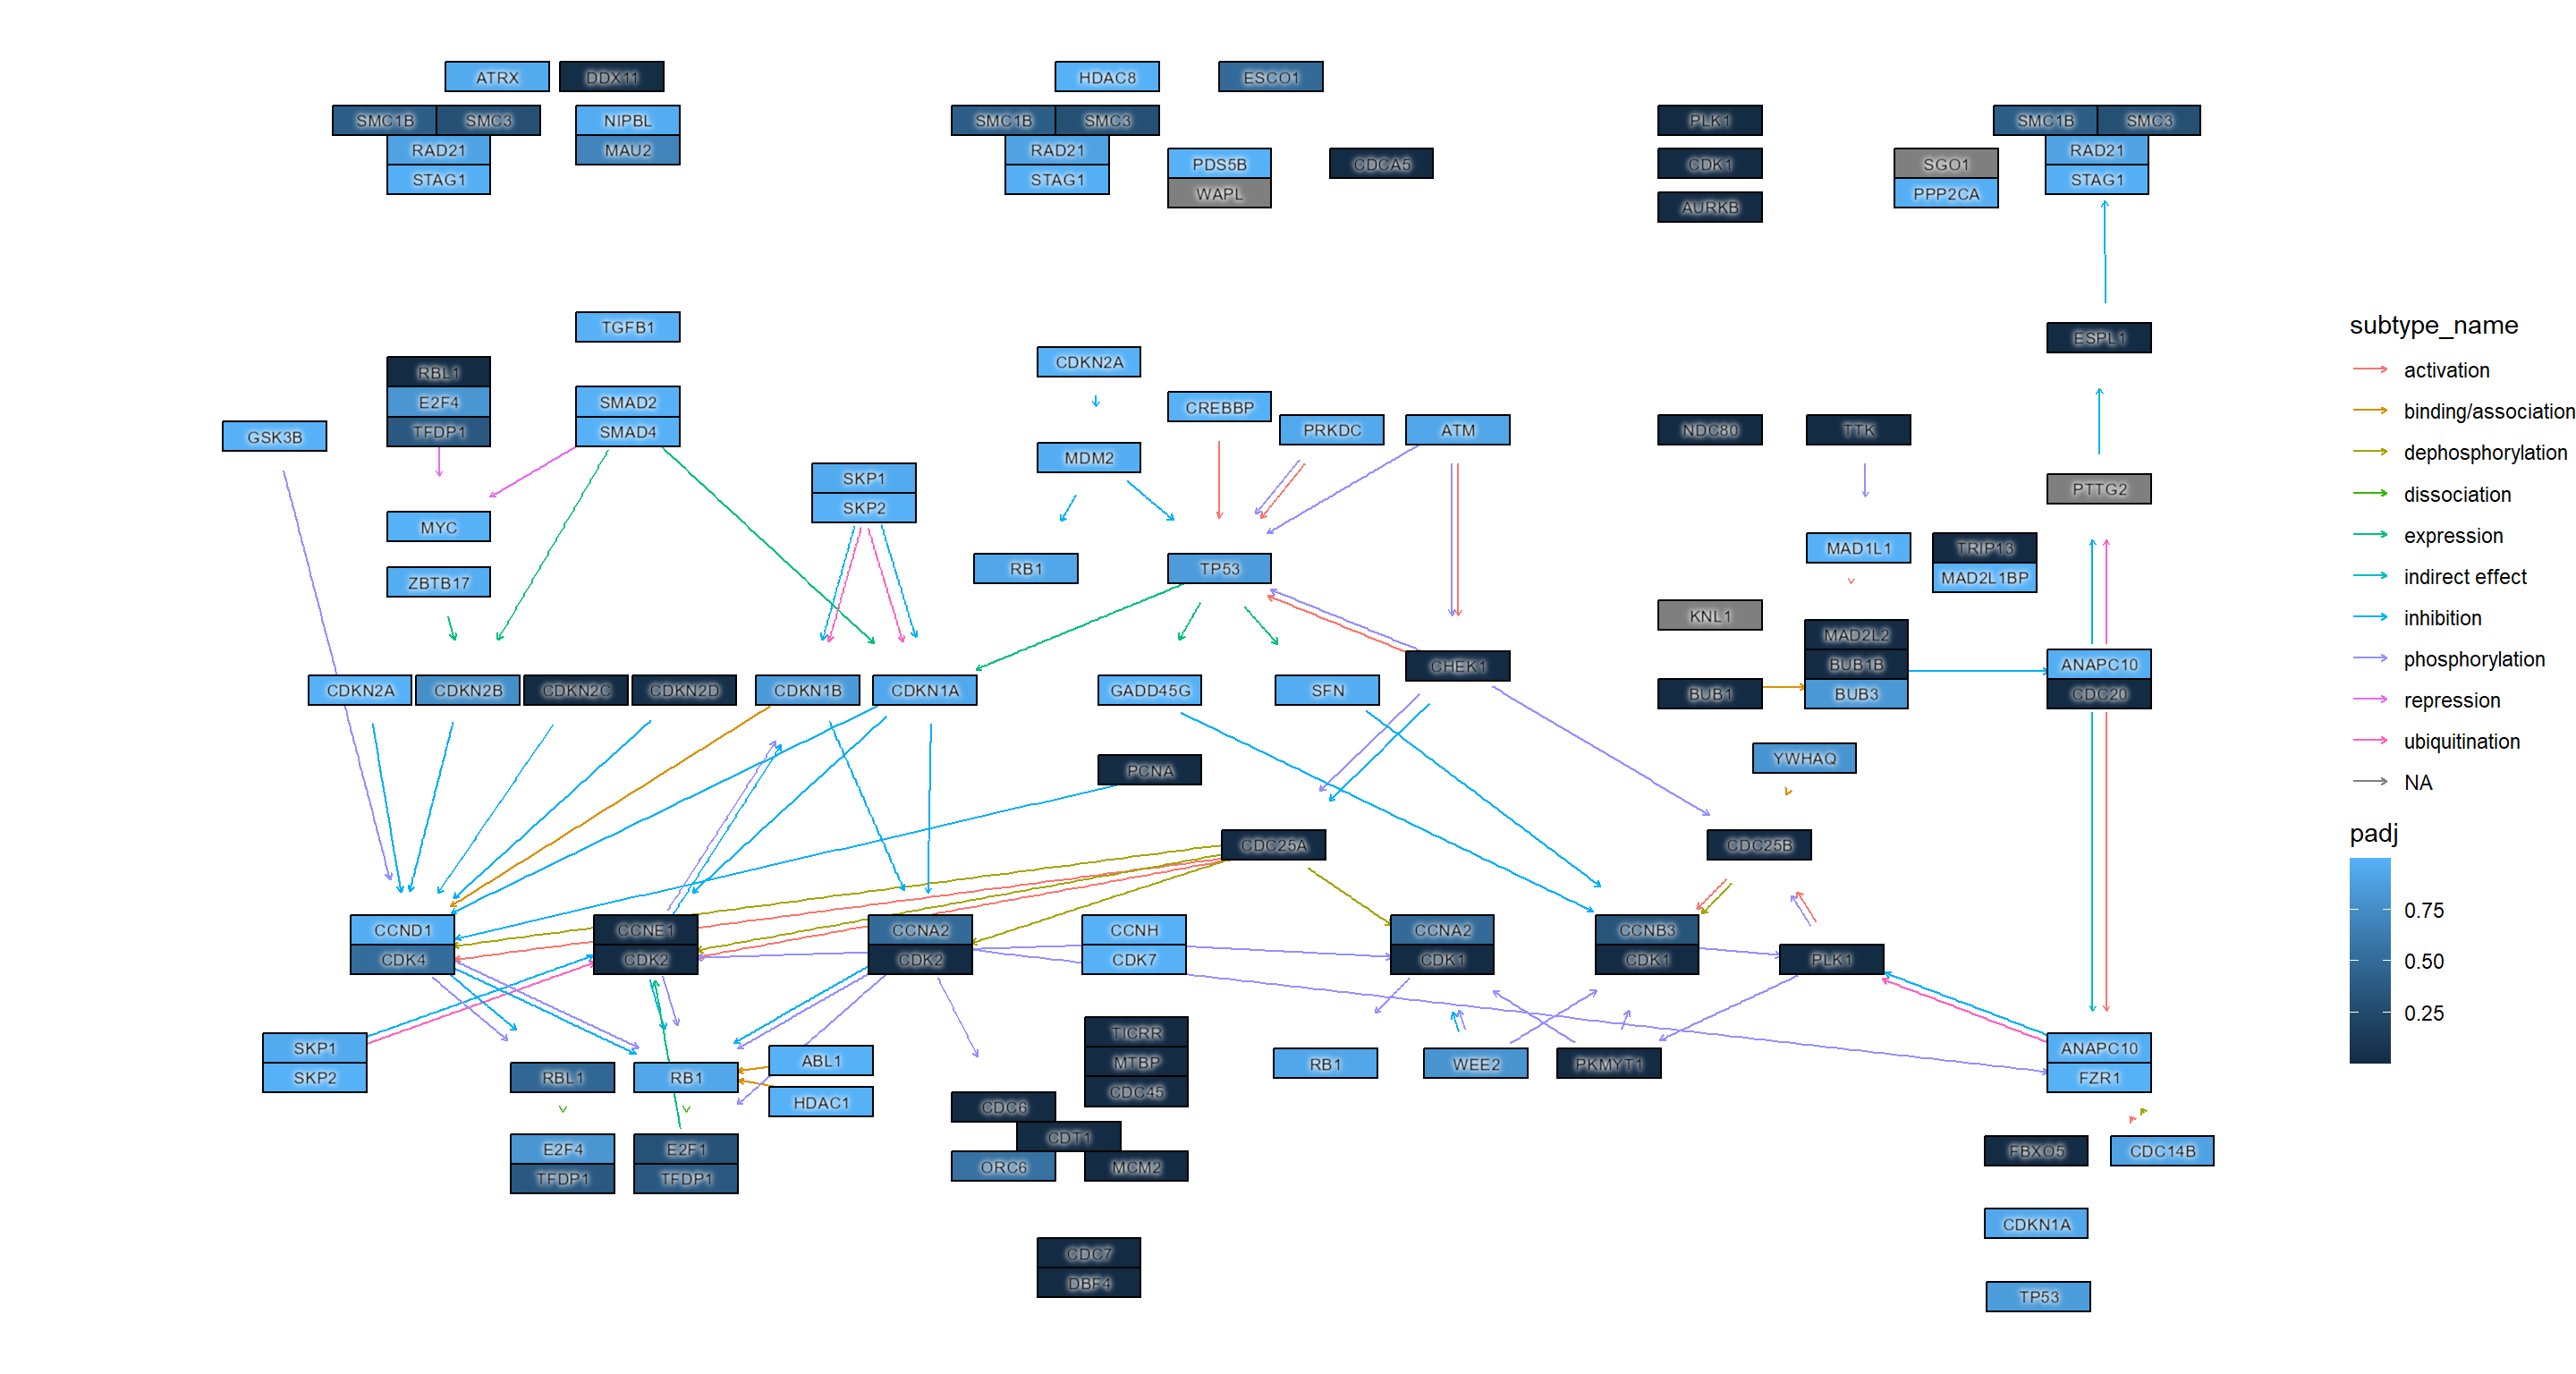 ATRX DDX11 HDAC8 ESCO1
SMC1B SMC3 NIPBL SMC1B SMC3 PLK1 SMC1B SMC3
RAD21 MAU2 RAD21 PDS5B CDCA5 CDK1 SGO1 RAD21
STAG1 STAG1 WAPL AURKB PPP2CA STAG1
TGFB1 ESPL1
RBL1 CDKN2A
E2F4 SMAD2 CREBBP
GSK3B TFDP1 SMAD4 PRKDC ATM NDC80 TTK
MDM2
SKP1 PTTG2
SKP2
MYC
MAD1L1 TRIP13
ZBTB17 RB1 TP53 MAD2L1BP
KNL1
MAD2L2
CHEK1 BUB1B ANAPC10
CDKN2A CDKN2B CDKN2C CDKN2D CDKN1B CDKN1A GADD45G SFN BUB1 BUB3 CDC20
PCNA YWHAQ
CDC25A CDC25B
CCND1 CCNE1 CCNA2 CCNH CCNA2 CCNB3
CDK4 CDK2 CDK2 CDK7 CDK1 CDK1 PLK1
TICRR
SKP1 ABL1 MTBP ANAPC10
SKP2 RBL1 RB1 CDC45 RB1 WEE2 PKMYT1 FZR1
HDAC1 CDC6
CDT1
E2F4 E2F1 ORC6 MCM2 FBXO5 CDC14B
TFDP1 TFDP1
CDKN1A
CDC7
DBF4
TP53
subtype_name
activation
binding/association
dephosphorylation
dissociation
expression
indirect effect
inhibition
phosphorylation
repression
ubiquitination
NA
padj
0.75
0.50
0.25